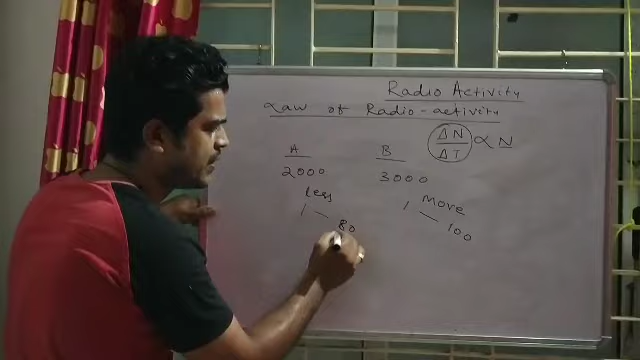 Radio Activity
Law of Radio-activity
ΔN/ΔT ∝ N
A B
2000 3000
less more
1 – 80 1 – 100